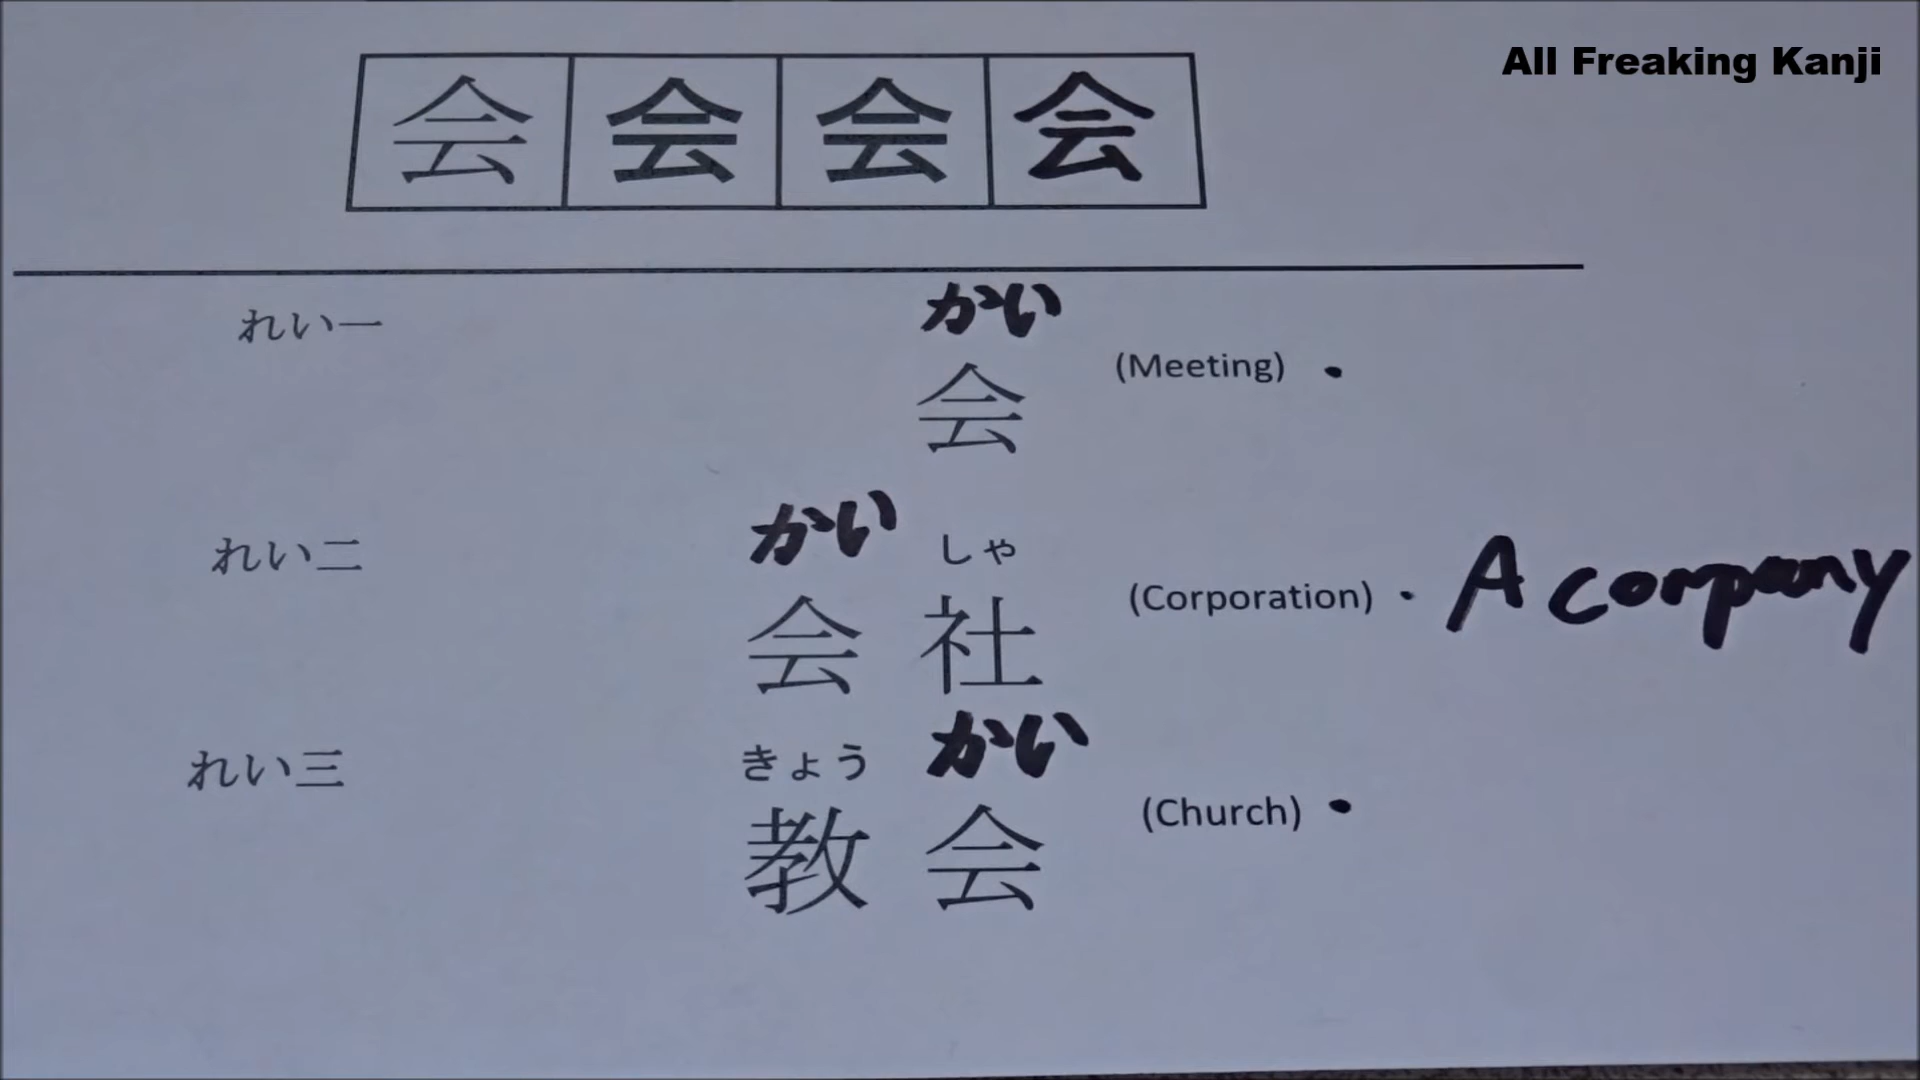 All Freaking Kanji
会 会 会 会
れい一
かい
会 (Meeting) ・
れい二
かい しゃ
会 社 (Corporation) ・ A company
れい三
きょう かい
教 会 (Church) ・